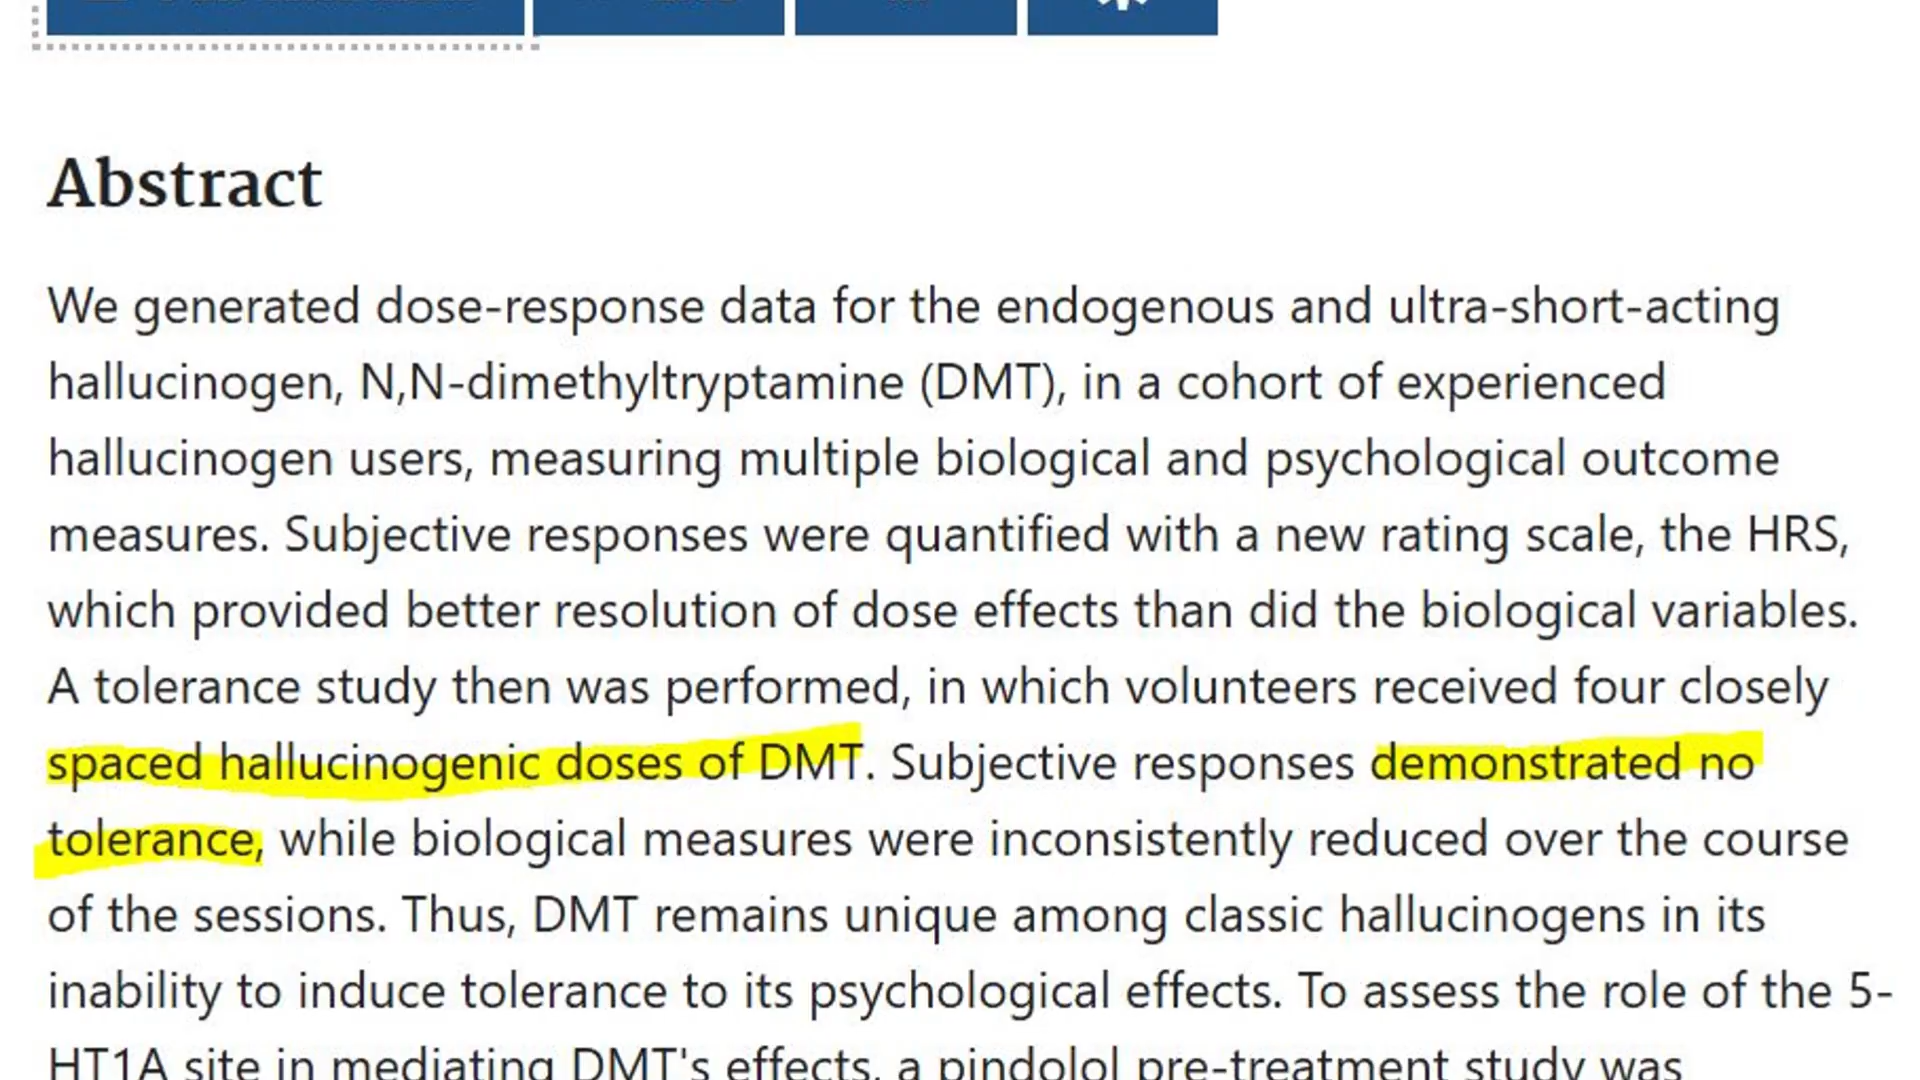 Abstract
We generated dose-response data for the endogenous and ultra-short-acting
hallucinogen, N,N-dimethyltryptamine (DMT), in a cohort of experienced
hallucinogen users, measuring multiple biological and psychological outcome
measures. Subjective responses were quantified with a new rating scale, the HRS,
which provided better resolution of dose effects than did the biological variables.
A tolerance study then was performed, in which volunteers received four closely
spaced hallucinogenic doses of DMT. Subjective responses demonstrated no
tolerance, while biological measures were inconsistently reduced over the course
of the sessions. Thus, DMT remains unique among classic hallucinogens in its
inability to induce tolerance to its psychological effects. To assess the role of the 5-
HT1A site in mediating DMT's effects, a pindolol pre-treatment study was